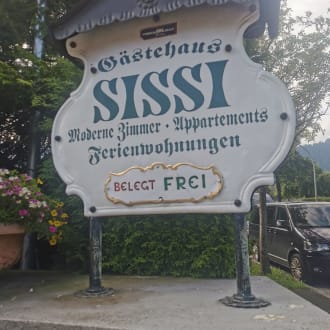 Gästehaus
SISSI
Moderne Zimmer · Appartements
Ferienwohnungen
BELEGT FREI